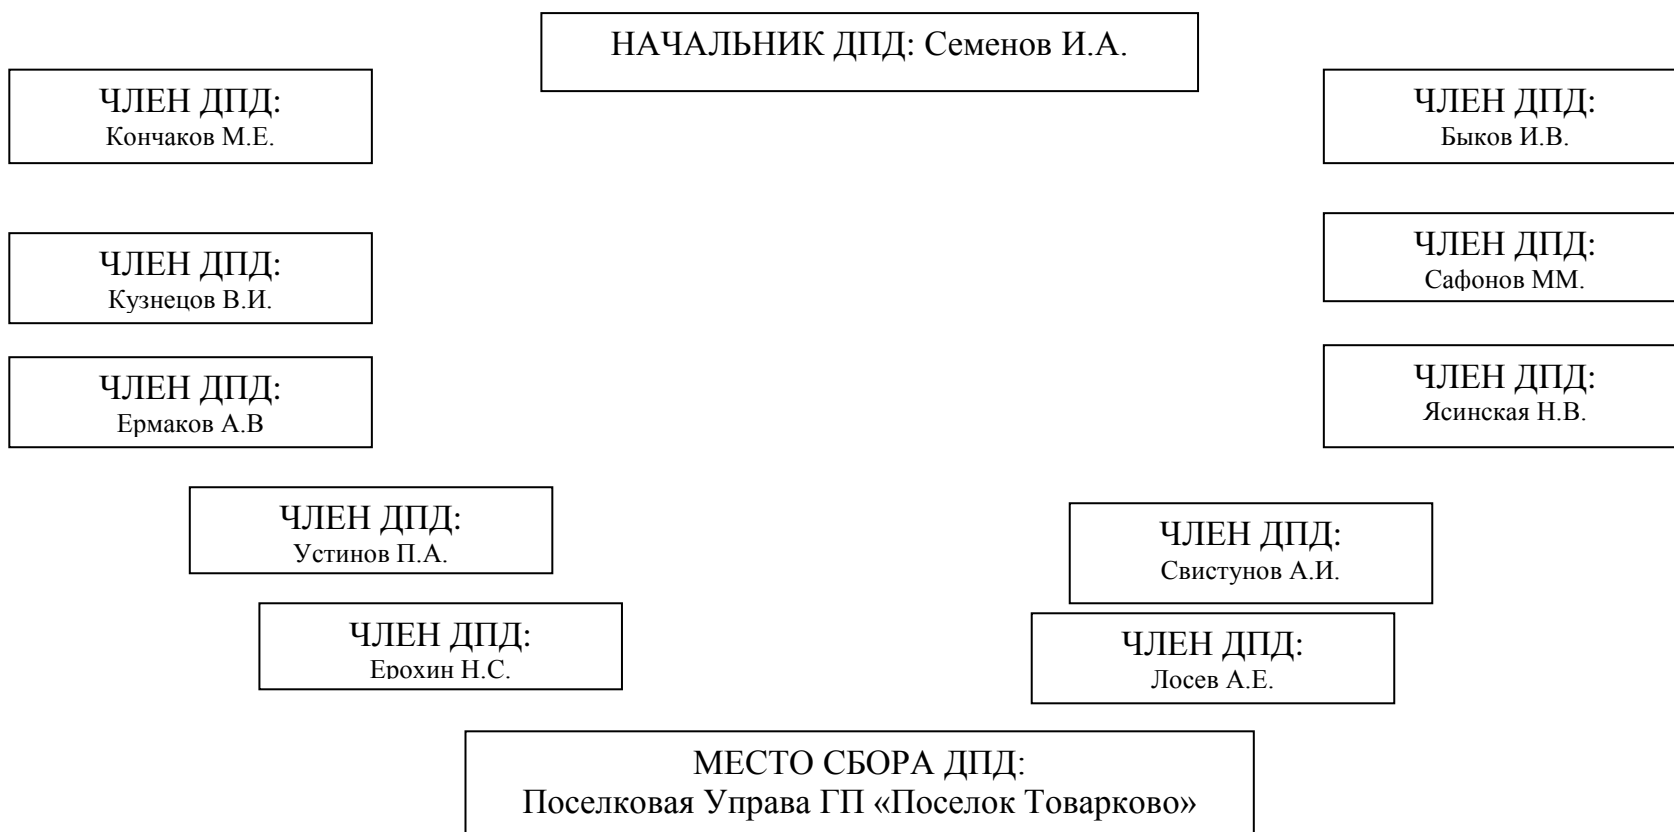 НАЧАЛЬНИК ДПД: Семенов И.А.
ЧЛЕН ДПД:
Кончаков М.Е.
ЧЛЕН ДПД:
Быков И.В.
ЧЛЕН ДПД:
Кузнецов В.И.
ЧЛЕН ДПД:
Сафонов ММ.
ЧЛЕН ДПД:
Ермаков А.В
ЧЛЕН ДПД:
Ясинская Н.В.
ЧЛЕН ДПД:
Устинов П.А.
ЧЛЕН ДПД:
Свистунов А.И.
ЧЛЕН ДПД:
Ерохин Н.С.
ЧЛЕН ДПД:
Лосев А.Е.
МЕСТО СБОРА ДПД:
Поселковая Управа ГП «Поселок Товарково»